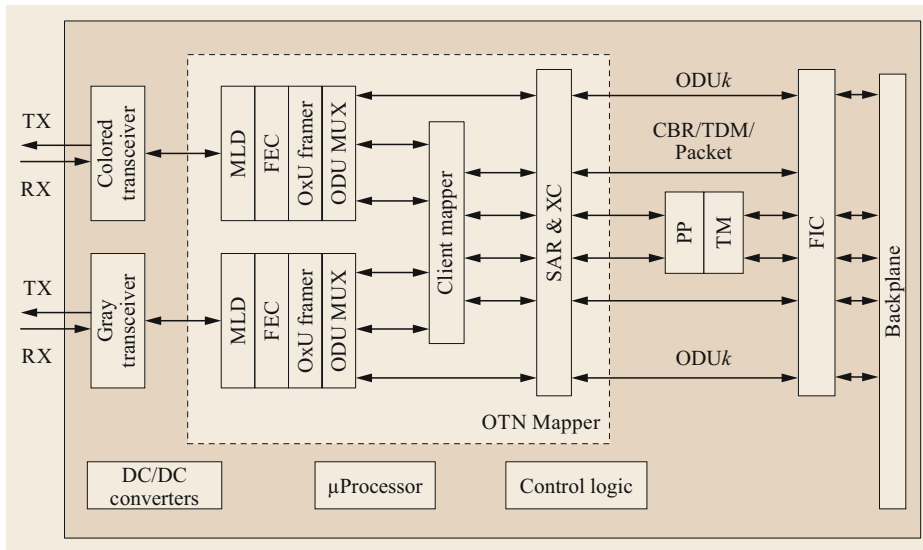 TX
RX
Colored
transceiver
MLD
FEC
OxU framer
ODU MUX
Client mapper
SAR & XC
ODUk
CBR/TDM/
Packet
PP
TM
FIC
Backplane
TX
RX
Gray
transceiver
MLD
FEC
OxU framer
ODU MUX
ODUk
OTN Mapper
DC/DC
converters
µProcessor
Control logic